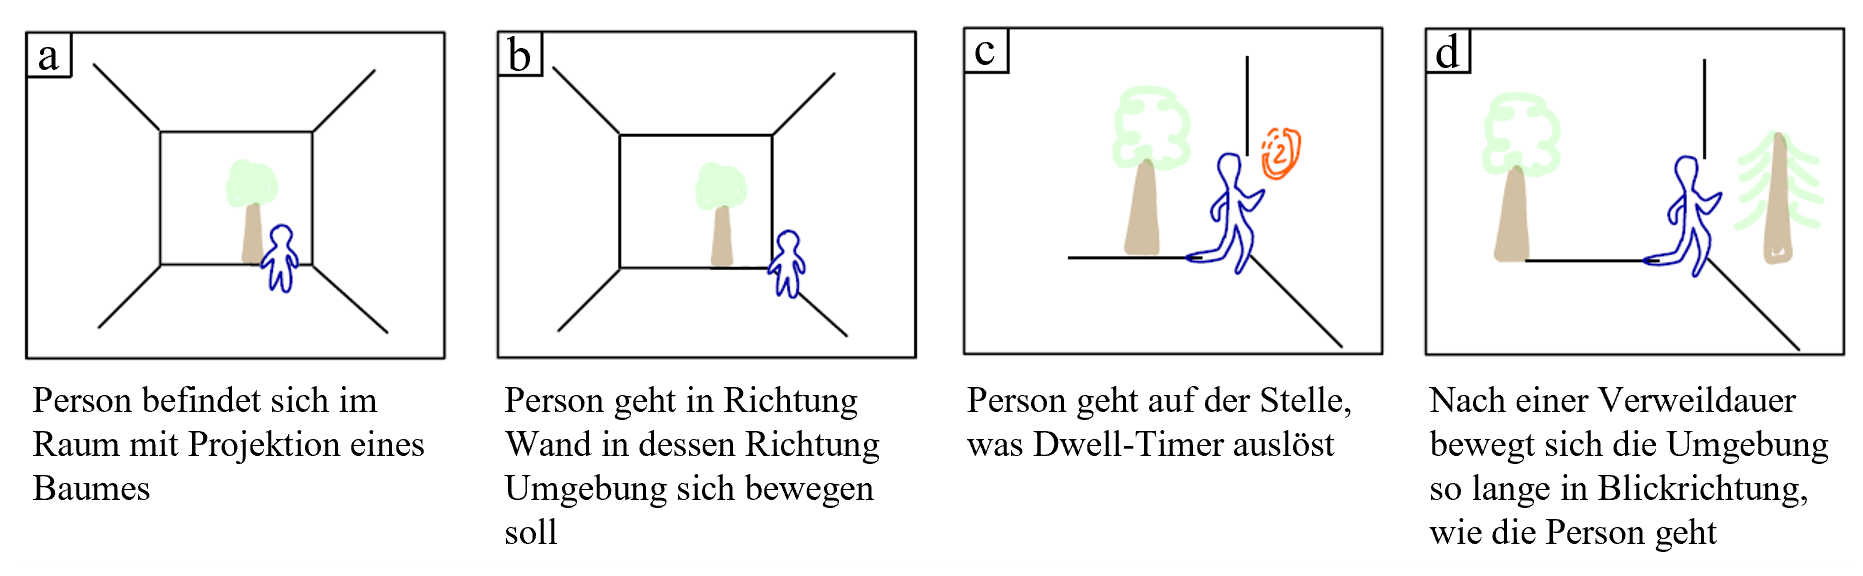 a
b
c
2
d
Person befindet sich im
Raum mit Projektion eines
Baumes
Person geht in Richtung
Wand in dessen Richtung
Umgebung sich bewegen
soll
Person geht auf der Stelle,
was Dwell-Timer auslöst
Nach einer Verweildauer
bewegt sich die Umgebung
so lange in Blickrichtung,
wie die Person geht